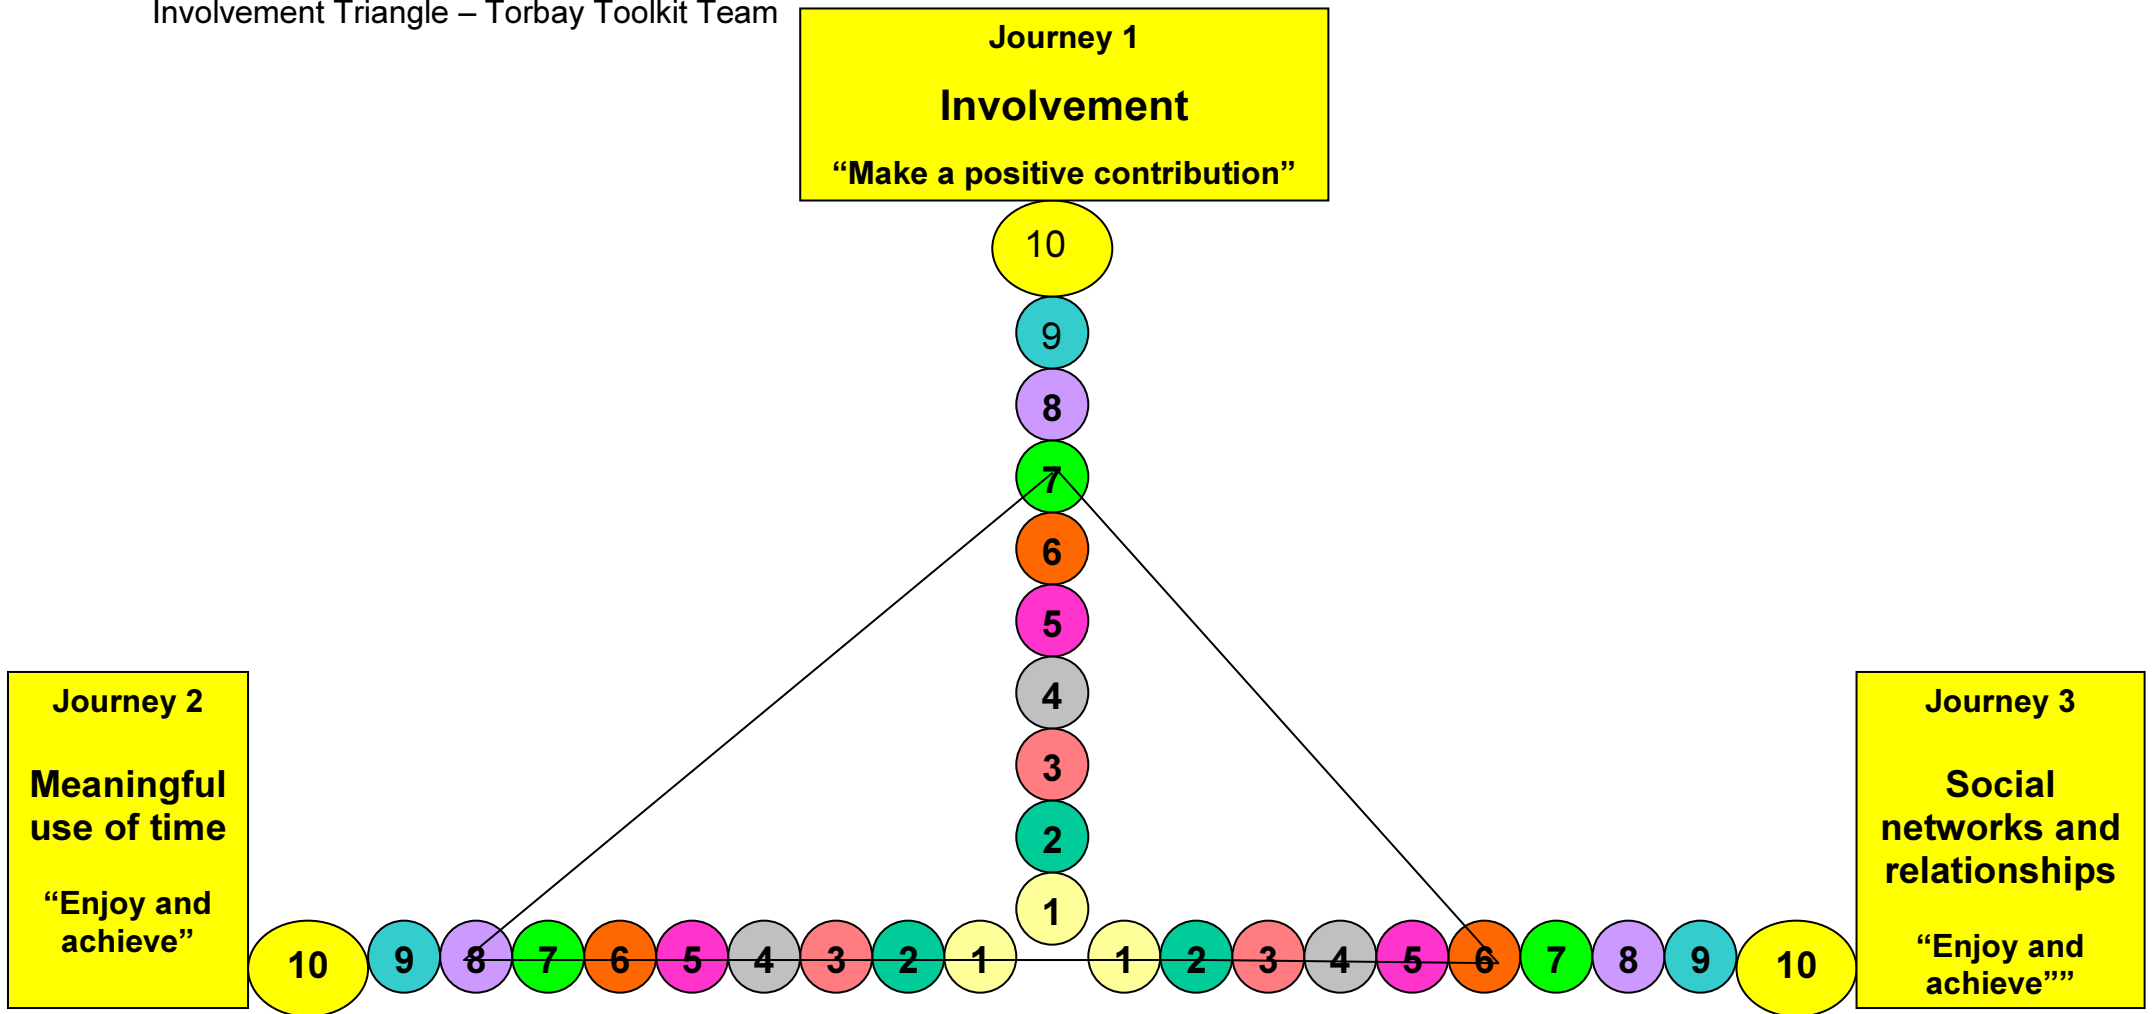 Involvement Triangle – Torbay Toolkit Team
Journey 1
Involvement
“Make a positive contribution”
10
9
8
7
6
5
4
3
2
1
Journey 2
Meaningful
use of time
“Enjoy and
achieve”
10 9 8 7 6 5 4 3 2 1 1 2 3 4 5 6 7 8 9 10
Journey 3
Social
networks and
relationships
“Enjoy and
achieve””